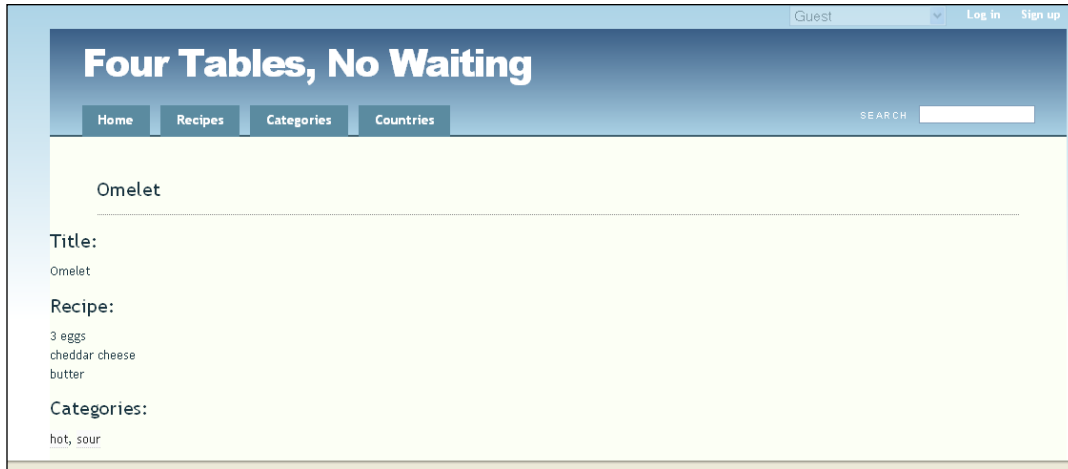 Guest Log in Sign up
Four Tables, No Waiting
Home Recipes Categories Countries SEARCH
Omelet
Title:
Omelet
Recipe:
3 eggs
cheddar cheese
butter
Categories:
hot, sour